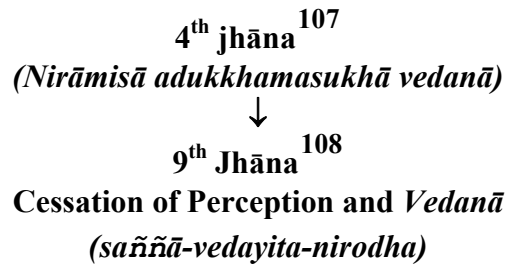 4th jhāna107
(Nirāmisā adukkhamasukhā vedanā)
↓
9th Jhāna108
Cessation of Perception and Vedanā
(saññā-vedayita-nirodha)